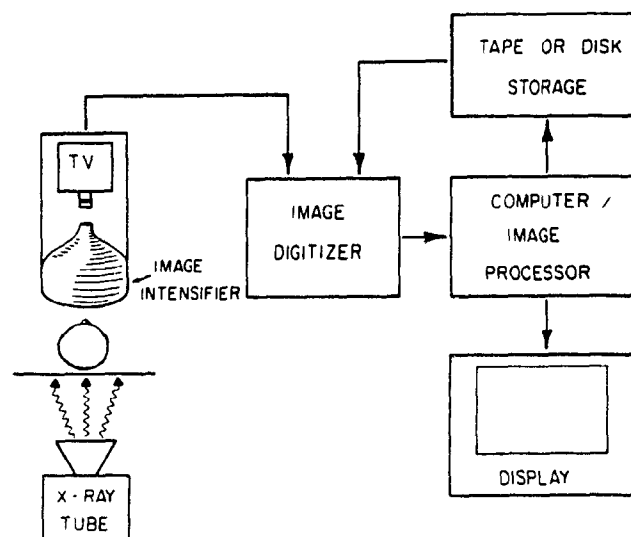 TAPE OR DISK
STORAGE
TV
IMAGE
DIGITIZER
COMPUTER /
IMAGE
PROCESSOR
IMAGE
INTENSIFIER
DISPLAY
X-RAY
TUBE